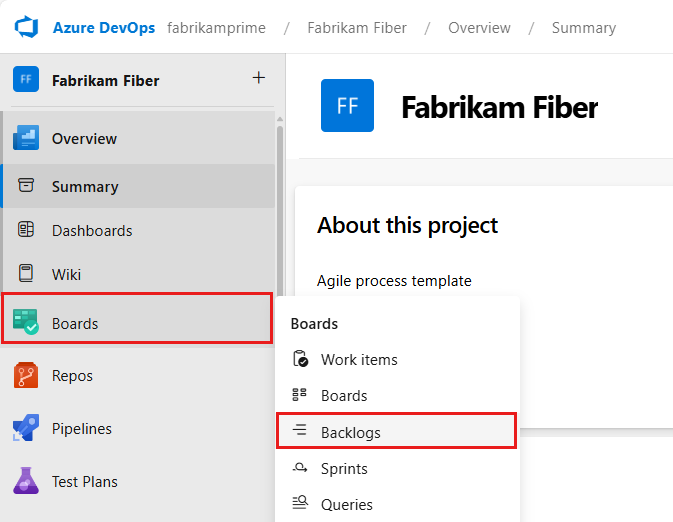 Azure DevOps fabrikamprime / Fabrikam Fiber / Overview / Summary
FF Fabrikam Fiber +
FF Fabrikam Fiber
Overview
Summary
Dashboards
Wiki
Boards
Repos
Pipelines
Test Plans
About this project
Agile process template
Boards
Work items
Boards
Backlogs
Sprints
Queries